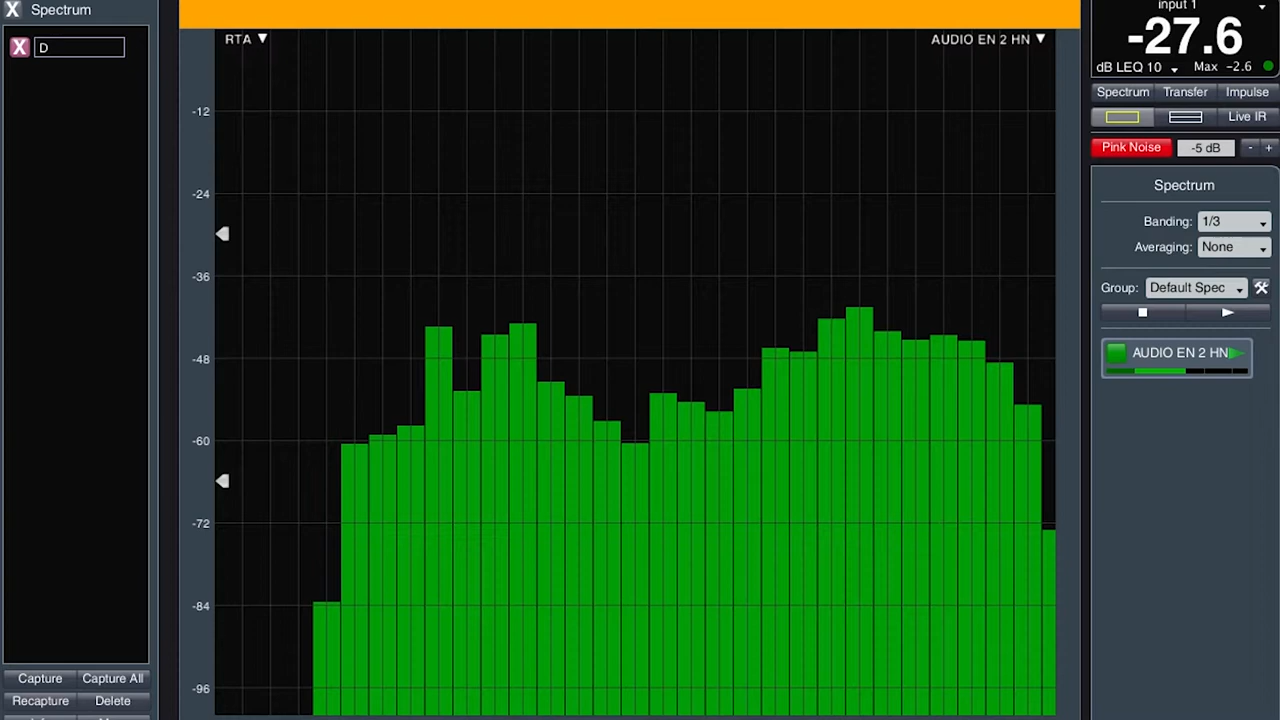 X Spectrum
X D
Capture Capture All
Recapture Delete
RTA ▼ AUDIO EN 2 HN ▼
-12
-24
-36
-48
-60
-72
-84
-96
input 1
-27.6
dB LEQ 10 Max -2.6
Spectrum Transfer Impulse
Live IR
Pink Noise -5 dB - +
Spectrum
Banding: 1/3
Averaging: None
Group: Default Spec
AUDIO EN 2 HN